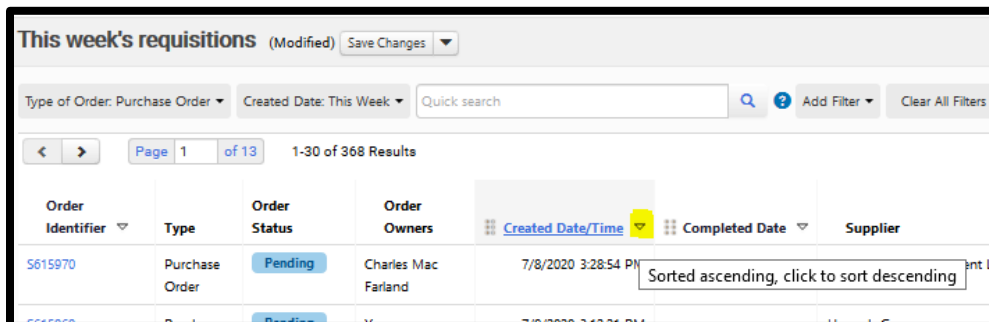 This week's requisitions (Modified) Save Changes
Type of Order: Purchase Order Created Date: This Week Quick search ? Add Filter Clear All Filters
Page 1 of 13 1-30 of 368 Results
Order Order Order
Identifier Type Status Owners Created Date/Time Completed Date Supplier
S615970 Purchase Pending Charles Mac 7/8/2020 3:28:54 PM
Order Farland
Sorted ascending, click to sort descending